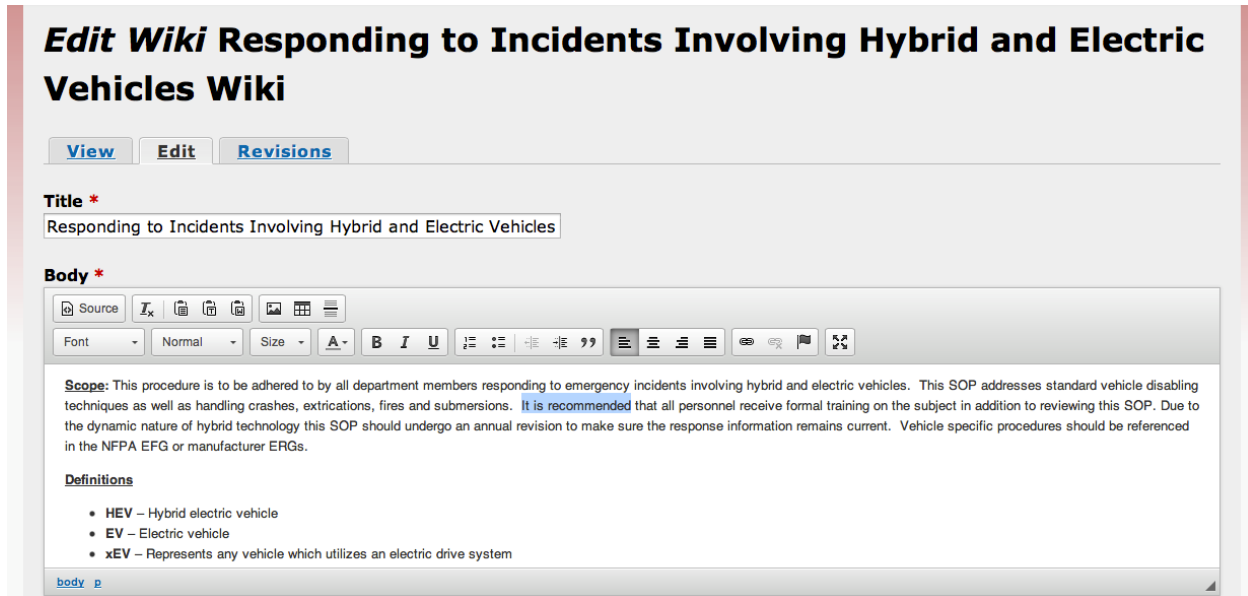 Edit Wiki Responding to Incidents Involving Hybrid and Electric
Vehicles Wiki
View Edit Revisions
Title *
Responding to Incidents Involving Hybrid and Electric Vehicles
Body *
Source
Font Normal Size A B I U
Scope: This procedure is to be adhered to by all department members responding to emergency incidents involving hybrid and electric vehicles. This SOP addresses standard vehicle disabling
techniques as well as handling crashes, extrications, fires and submersions. It is recommended that all personnel receive formal training on the subject in addition to reviewing this SOP. Due to
the dynamic nature of hybrid technology this SOP should undergo an annual revision to make sure the response information remains current. Vehicle specific procedures should be referenced
in the NFPA EFG or manufacturer ERGs.
Definitions
• HEV – Hybrid electric vehicle
• EV – Electric vehicle
• xEV – Represents any vehicle which utilizes an electric drive system
body p